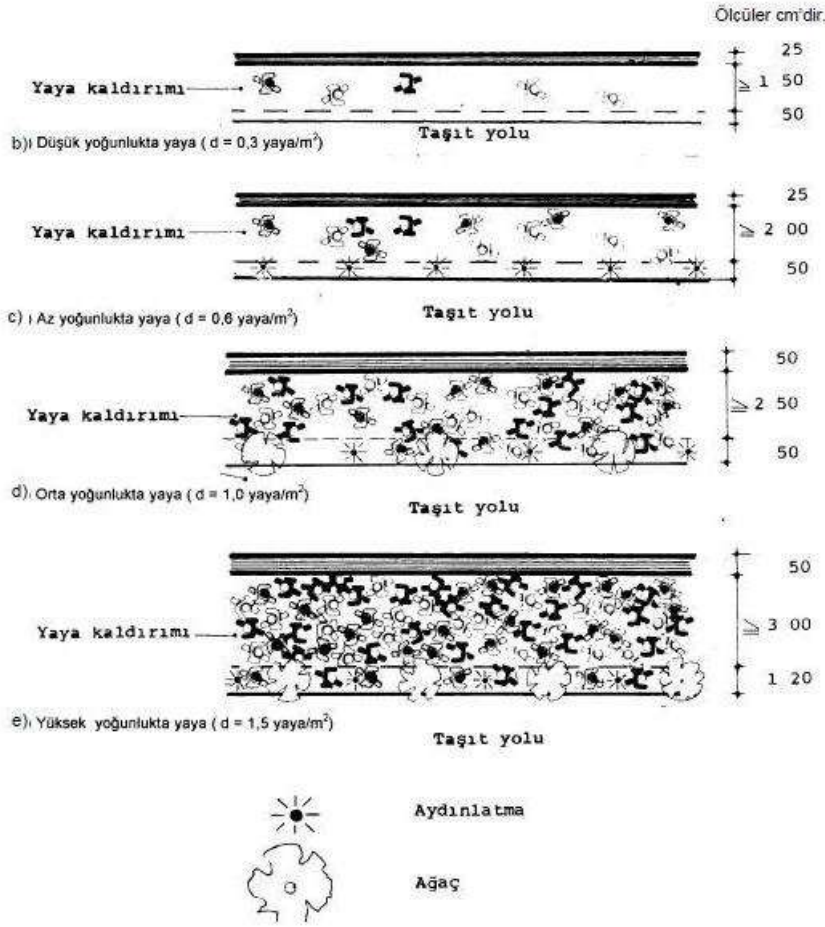 Ölçüler cm'dir.
25
Yaya kaldırımı
≥ 1 50
50
Taşıt yolu
b) Düşük yoğunlukta yaya ( d = 0,3 yaya/m²)
25
Yaya kaldırımı
≥ 2 00
50
Taşıt yolu
c) Az yoğunlukta yaya ( d = 0,6 yaya/m²)
50
Yaya kaldırımı
≥ 2 50
50
d) Orta yoğunlukta yaya ( d = 1,0 yaya/m²)
Taşıt yolu
50
Yaya kaldırımı
≥ 3 00
1 20
e) Yüksek yoğunlukta yaya ( d = 1,5 yaya/m²)
Taşıt yolu
Aydınlatma
Ağaç